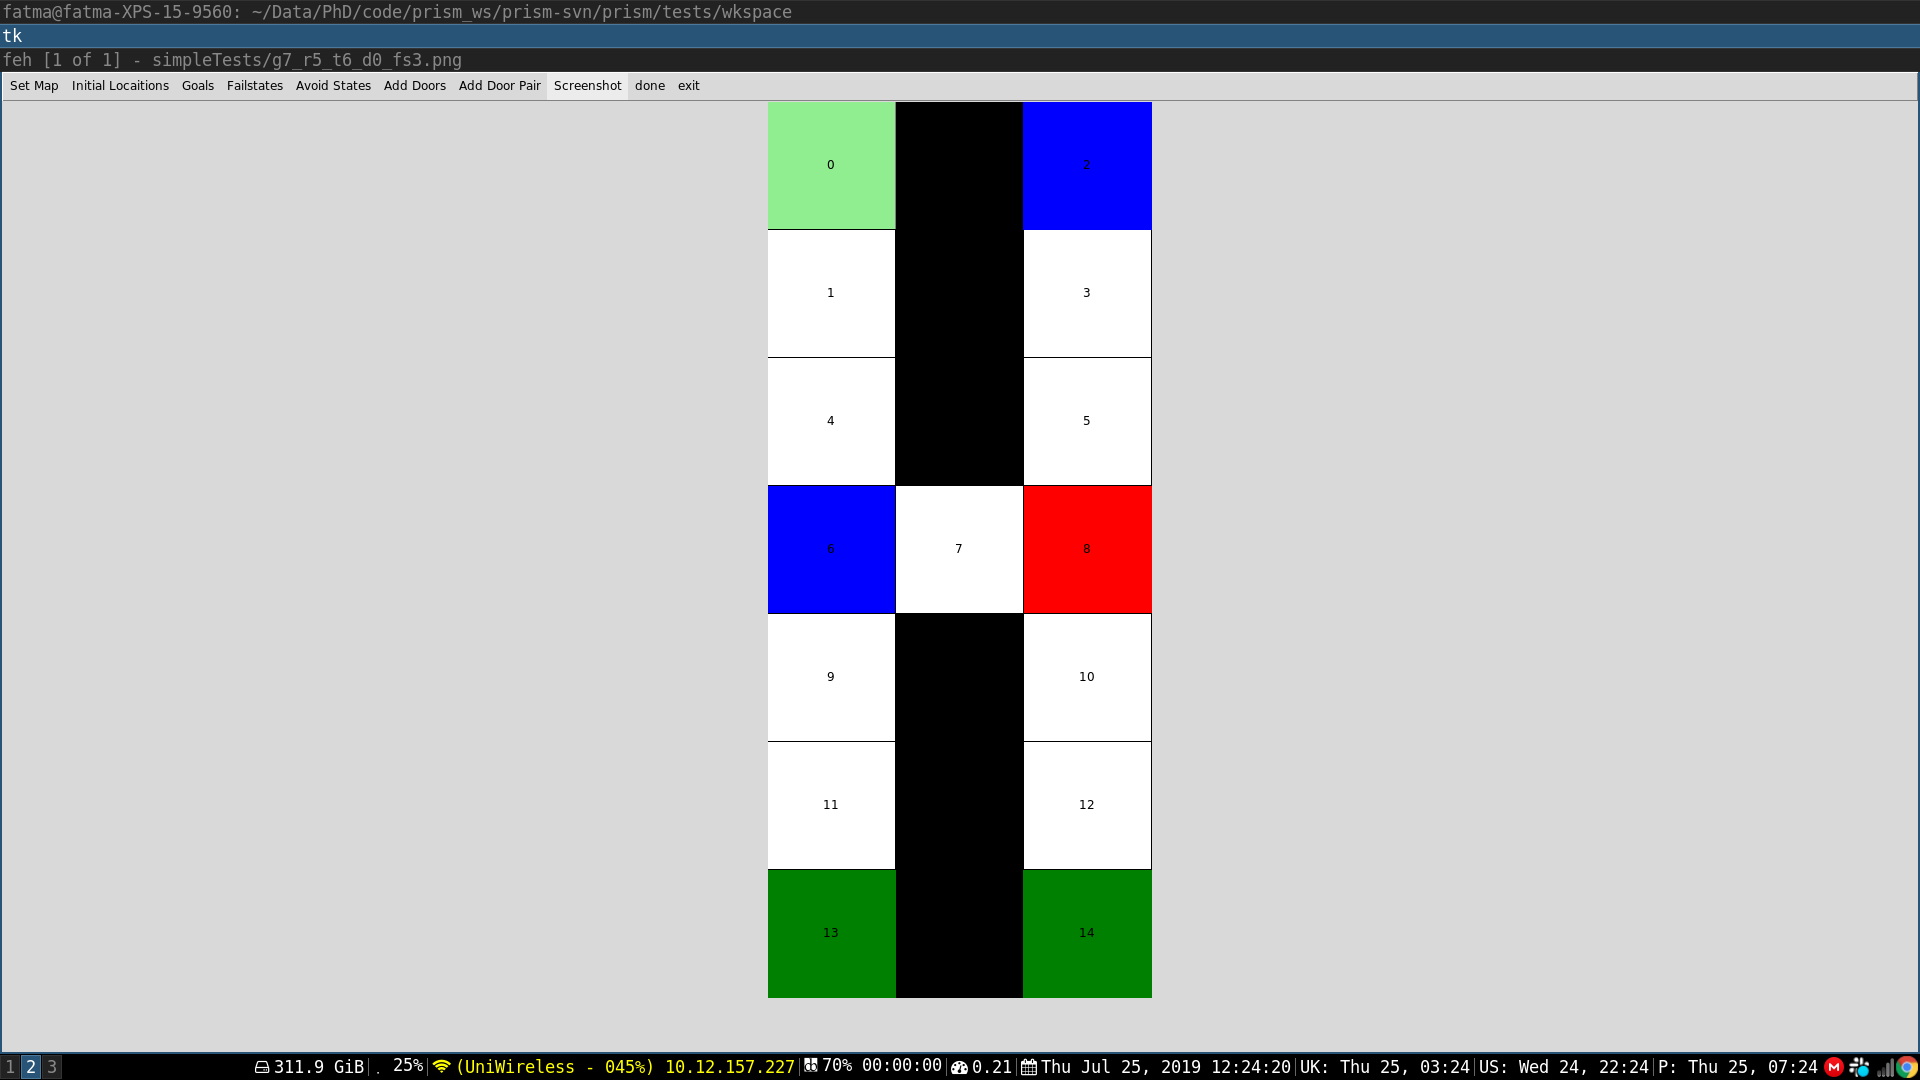 fatma@fatma-XPS-15-9560: ~/Data/PhD/code/prism_ws/prism-svn/prism/tests/wkspace
tk
feh [1 of 1] - simpleTests/g7_r5_t6_d0_fs3.png
Set Map Initial Locaitions Goals Failstates Avoid States Add Doors Add Door Pair Screenshot done exit
0 2
1 3
4 5
6 7 8
9 10
11 12
13 14
1 2 3 311.9 GiB| . 25%| (UniWireless - 045%) 10.12.157.227| 70% 00:00:00| 0.21| Thu Jul 25, 2019 12:24:20|UK: Thu 25, 03:24|US: Wed 24, 22:24|P: Thu 25, 07:24 M